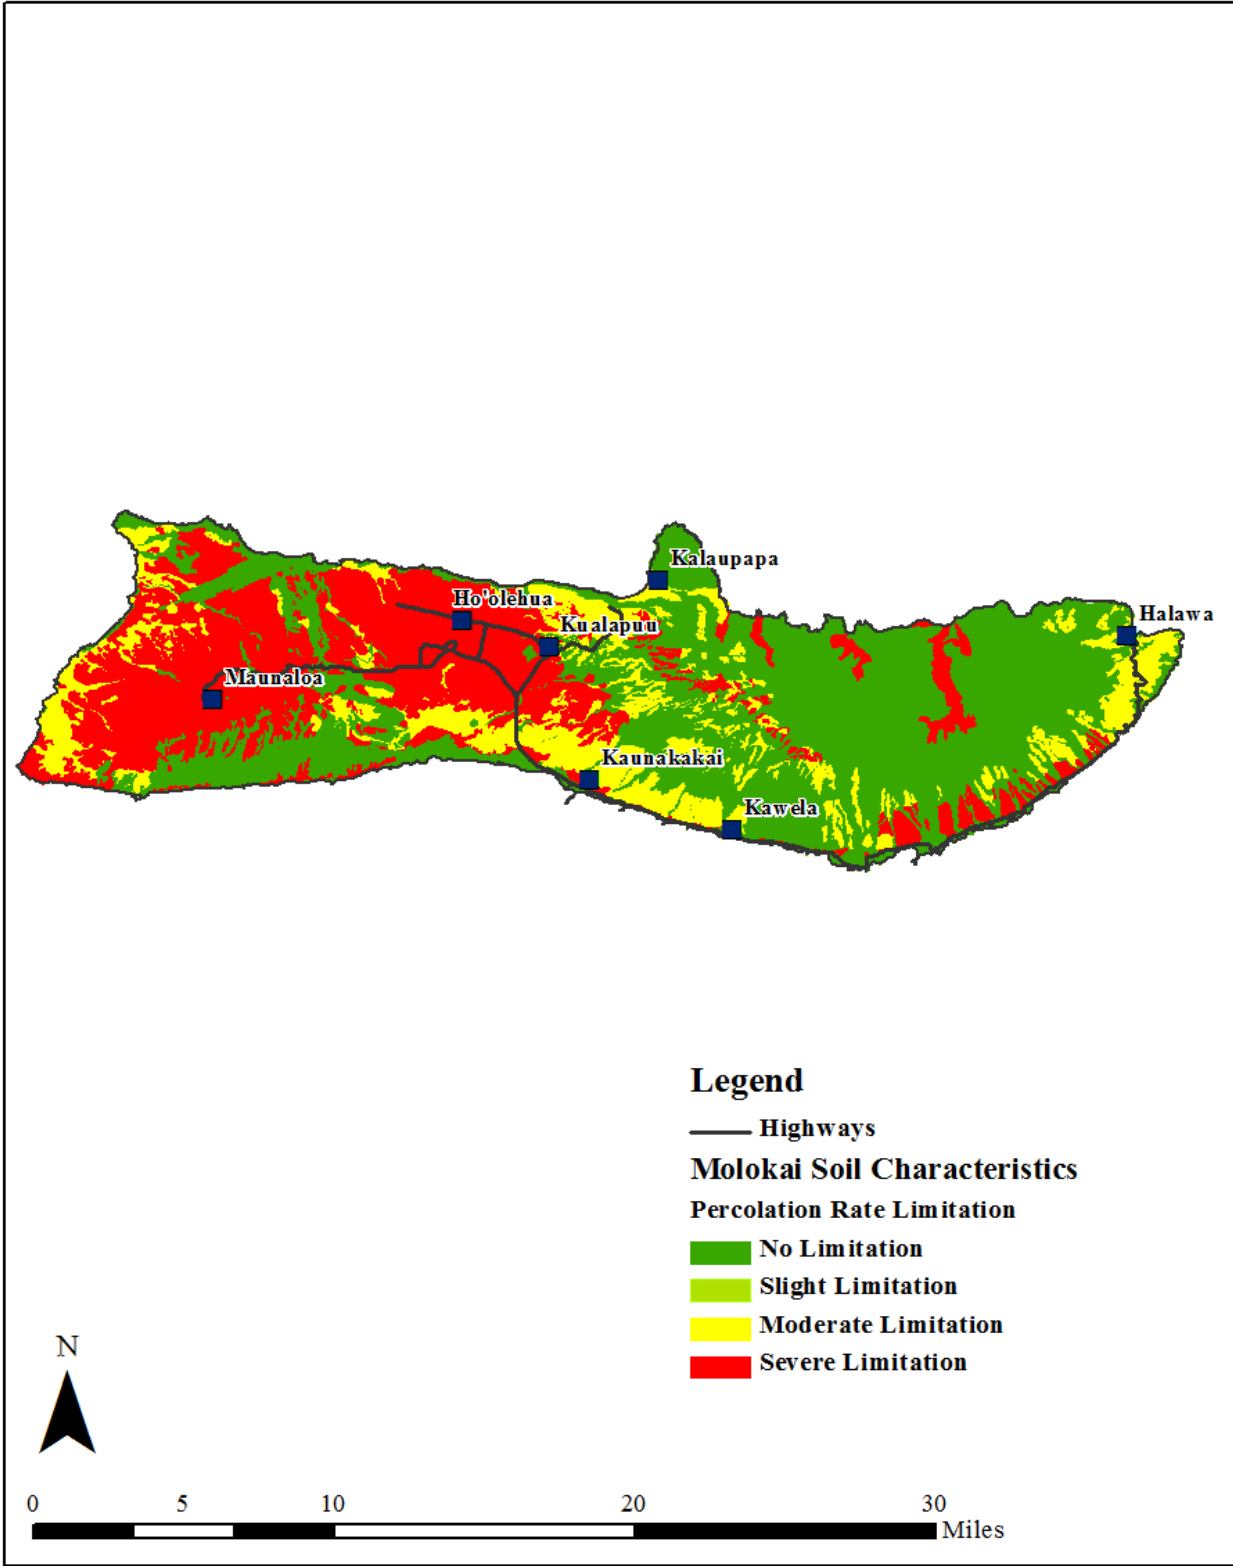 Kalaupapa
Ho'olehua
Halawa
Kualapuu
Maunaloa
Kaunakakai
Kawela
Legend
Highways
Molokai Soil Characteristics
Percolation Rate Limitation
No Limitation
Slight Limitation
Moderate Limitation
Severe Limitation
N
0 5 10 20 30
Miles